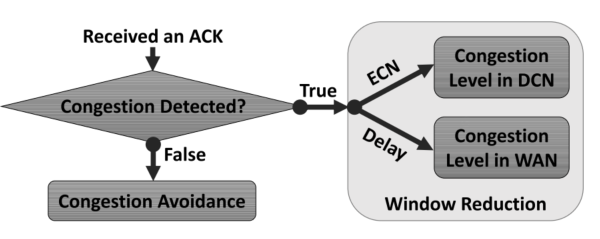 Received an ACK
Congestion Detected?
True
False
Congestion Avoidance
ECN
Delay
Congestion
Level in DCN
Congestion
Level in WAN
Window Reduction